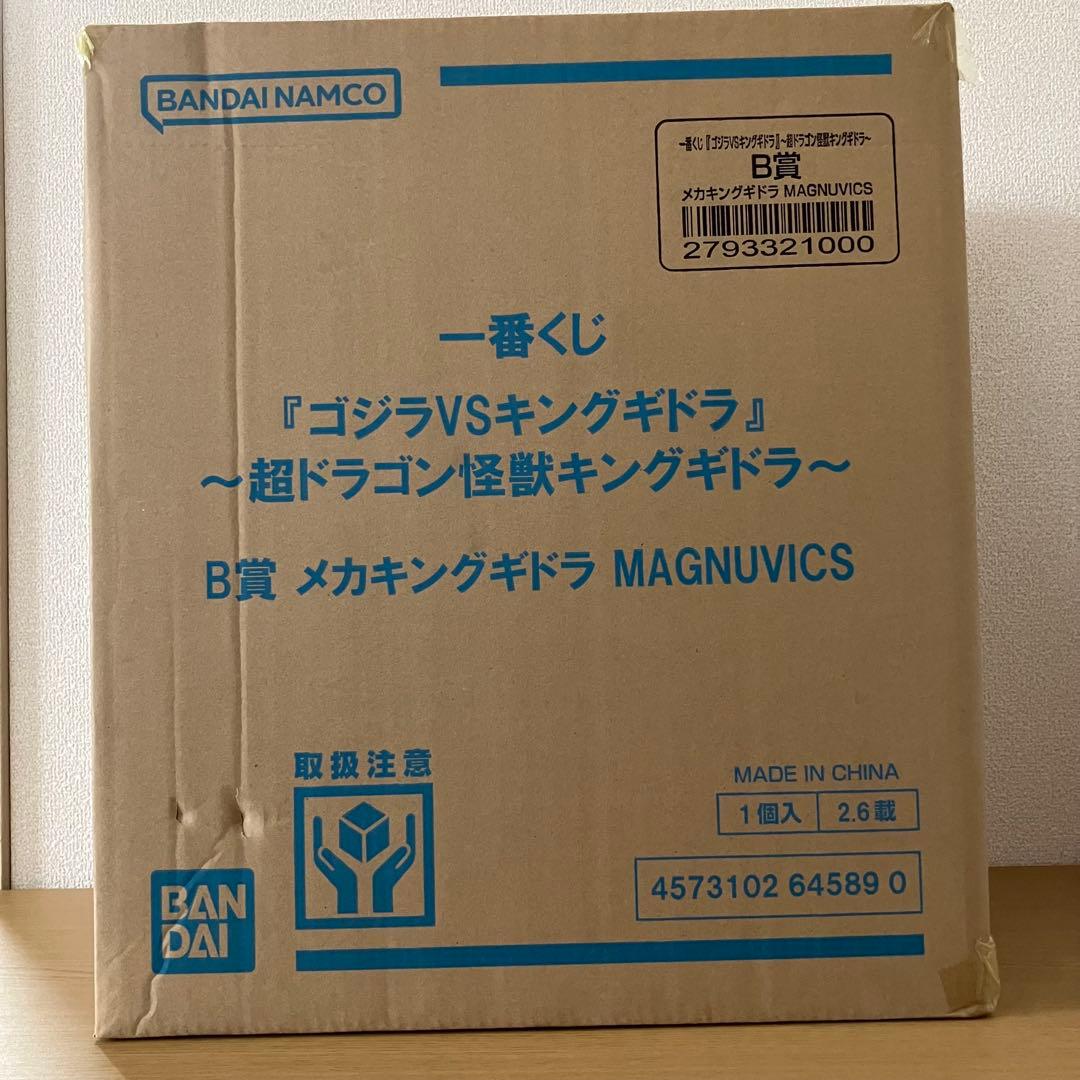 BANDAI NAMCO
一番くじ『ゴジラVSキングギドラ』~超ドラゴン怪獣キングギドラ~
B賞
メカキングギドラ MAGNUVICS
2793321000
一番くじ
『ゴジラVSキングギドラ』
~超ドラゴン怪獣キングギドラ~
B賞 メカキングギドラ MAGNUVICS
取扱注意
MADE IN CHINA
1個入 2.6載
4573102 64589 0
BAN
DAI